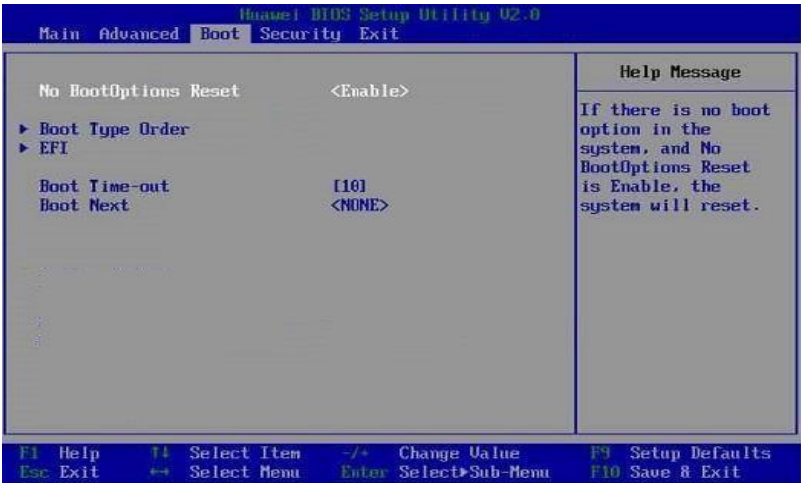 Huawei BIOS Setup Utility V2.0
Main Advanced Boot Security Exit
No BootOptions Reset <Enable>
▶ Boot Type Order
▶ EFI
Boot Time-out [10]
Boot Next <NONE>
Help Message
If there is no boot
option in the
system, and No
BootOptions Reset
is Enable, the
system will reset.
F1 Help ↑↓ Select Item -/+ Change Value F9 Setup Defaults
Esc Exit ←→ Select Menu Enter Select▶Sub-Menu F10 Save & Exit